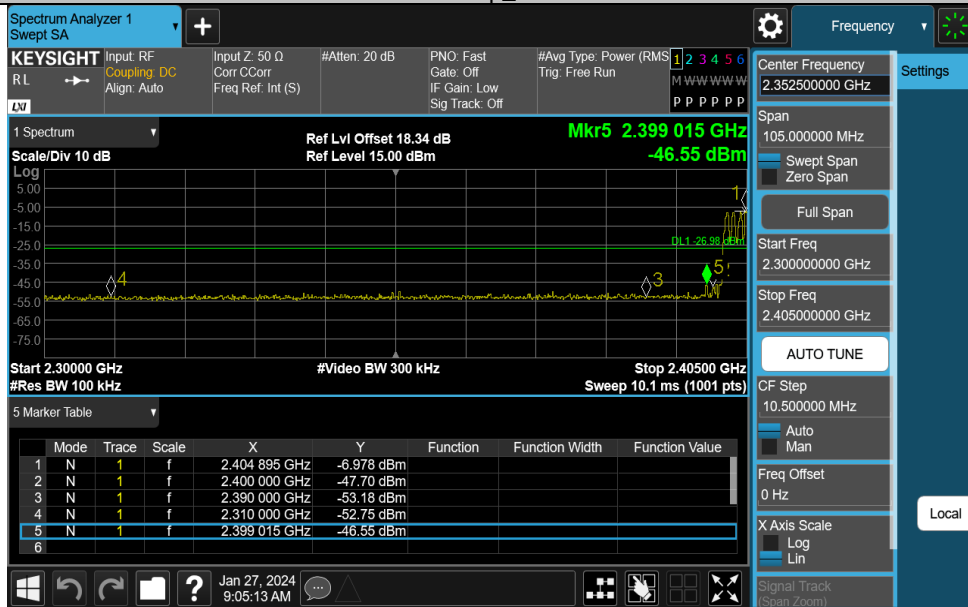 Spectrum Analyzer 1
Swept SA
+
Frequency
KEYSIGHT
RL
LXI
Input: RF
Coupling: DC
Align: Auto
Input Z: 50 Ω
Corr CCorr
Freq Ref: Int (S)
#Atten: 20 dB
PNO: Fast
Gate: Off
IF Gain: Low
Sig Track: Off
#Avg Type: Power (RMS
Trig: Free Run
1 2 3 4 5 6
M W W W W W
P P P P P P
1 Spectrum
Scale/Div 10 dB
Log
Ref Lvl Offset 18.34 dB
Ref Level 15.00 dBm
Mkr5 2.399 015 GHz
-46.55 dBm
5.00
-5.00
-15.0
-25.0
-35.0
-45.0
-55.0
-65.0
-75.0
1
DL1 -26.98 dBm
4
3
5
Start 2.30000 GHz
#Video BW 300 kHz
Stop 2.40500 GHz
#Res BW 100 kHz
Sweep 10.1 ms (1001 pts)
5 Marker Table
Mode Trace Scale X Y Function Function Width Function Value
1 N 1 f 2.404 895 GHz -6.978 dBm
2 N 1 f 2.400 000 GHz -47.70 dBm
3 N 1 f 2.390 000 GHz -53.18 dBm
4 N 1 f 2.310 000 GHz -52.75 dBm
5 N 1 f 2.399 015 GHz -46.55 dBm
6
?
Jan 27, 2024
9:05:13 AM
Center Frequency
2.352500000 GHz
Span
105.000000 MHz
Swept Span
Zero Span
Full Span
Start Freq
2.300000000 GHz
Stop Freq
2.405000000 GHz
AUTO TUNE
CF Step
10.500000 MHz
Auto
Man
Freq Offset
0 Hz
X Axis Scale
Log
Lin
Signal Track
(Span Zoom)
Settings
Local